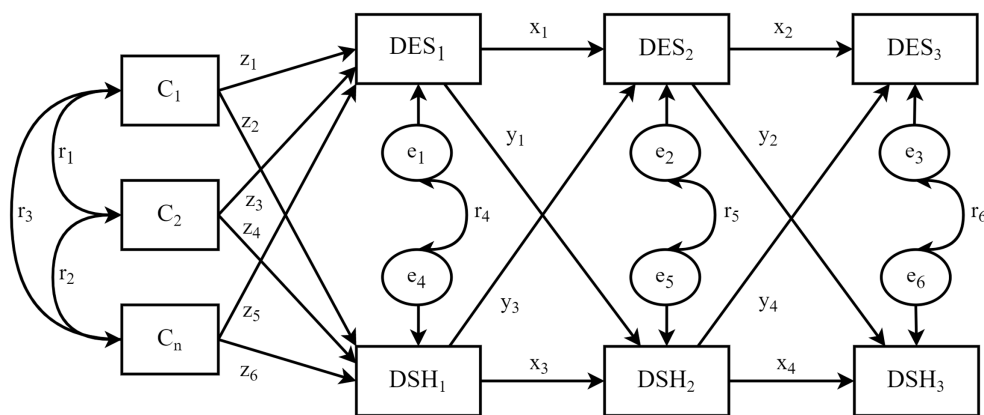 DES₁ x₁ DES₂ x₂ DES₃
C₁ z₁
z₂
r₁ e₁ y₁ e₂ y₂ e₃
r₃ C₂ z₃ r₄ r₅ r₆
z₄
r₂ e₄ e₅ e₆
Cₙ z₅ y₃ y₄
z₆
DSH₁ x₃ DSH₂ x₄ DSH₃